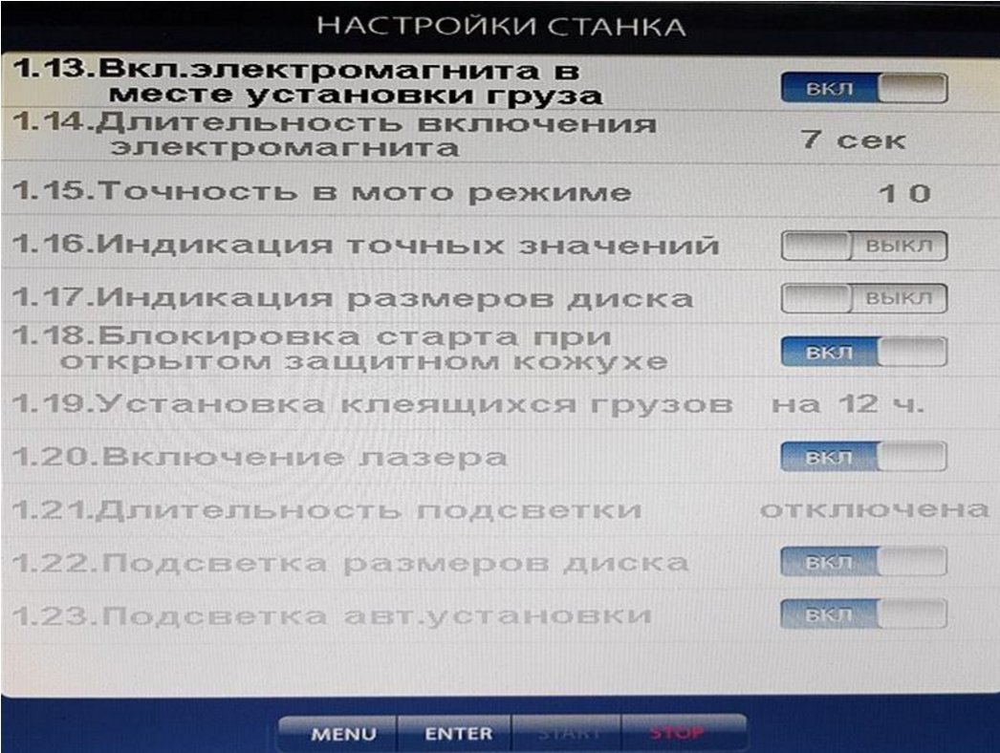 НАСТРОЙКИ СТАНКА
1.13.Вкл.электромагнита в
месте установки груза
ВКЛ
1.14.Длительность включения
электромагнита
7 сек
1.15.Точность в мото режиме
10
1.16.Индикация точных значений
ВЫКЛ
1.17.Индикация размеров диска
ВЫКЛ
1.18.Блокировка старта при
открытом защитном кожухе
ВКЛ
1.19.Установка клеящихся грузов
на 12 ч.
1.20.Включение лазера
ВКЛ
1.21.Длительность подсветки
отключена
1.22.Подсветка размеров диска
ВКЛ
1.23.Подсветка авт.установки
ВКЛ
MENU ENTER START STOP